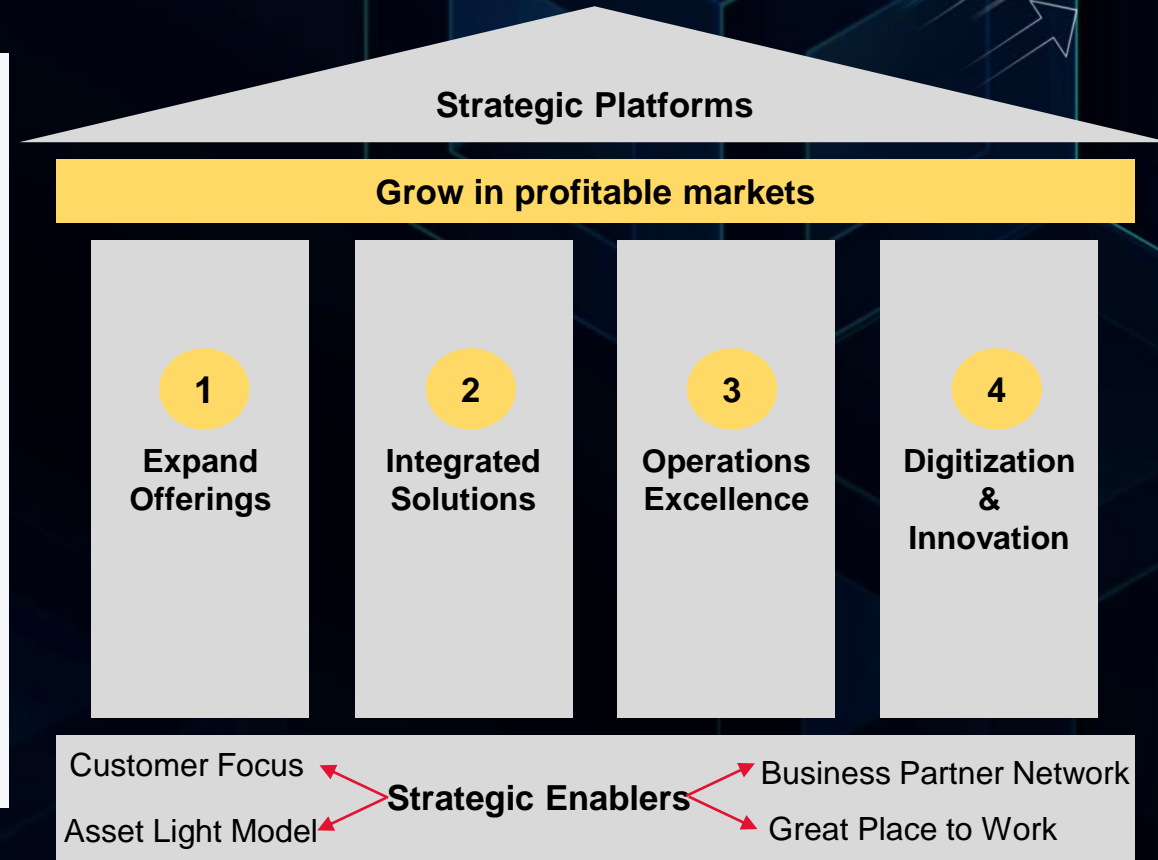 Strategic Platforms
Grow in profitable markets
1
Expand
Offerings
2
Integrated
Solutions
3
Operations
Excellence
4
Digitization
&
Innovation
Customer Focus
Asset Light Model
Strategic Enablers
Business Partner Network
Great Place to Work